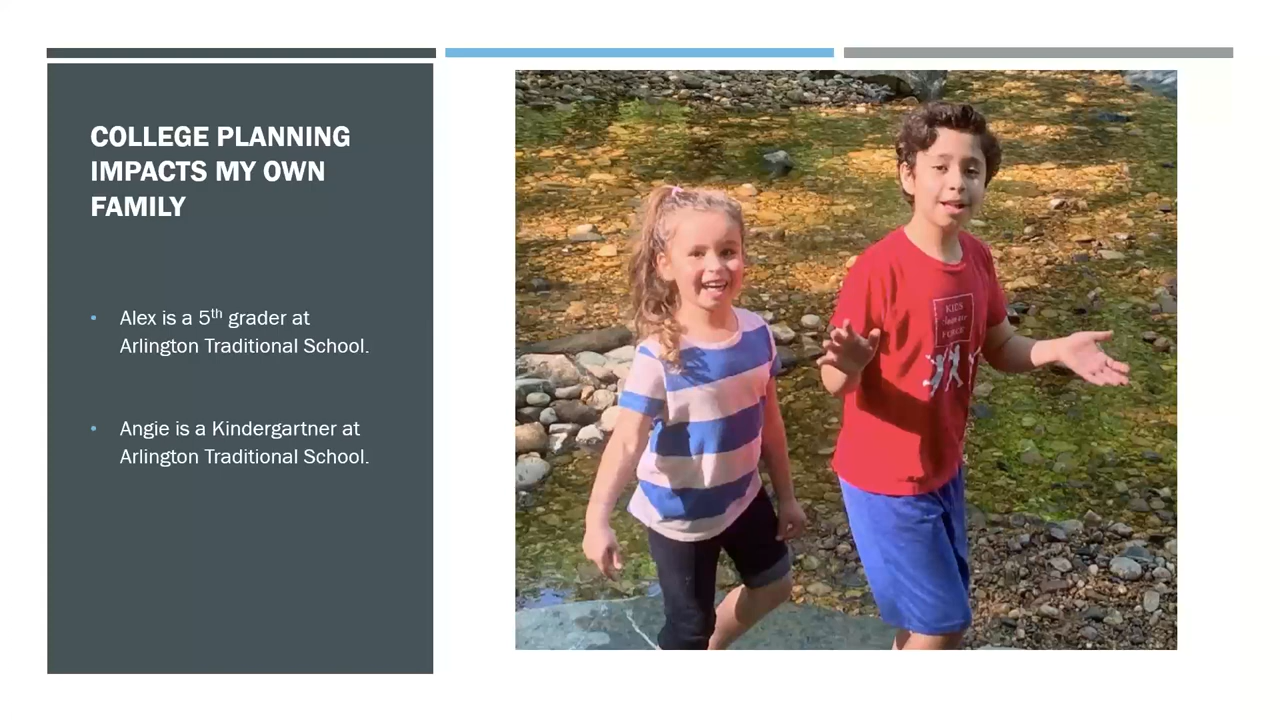 COLLEGE PLANNING
IMPACTS MY OWN
FAMILY
• Alex is a 5th grader at
Arlington Traditional School.
• Angie is a Kindergartner at
Arlington Traditional School.
KIDS